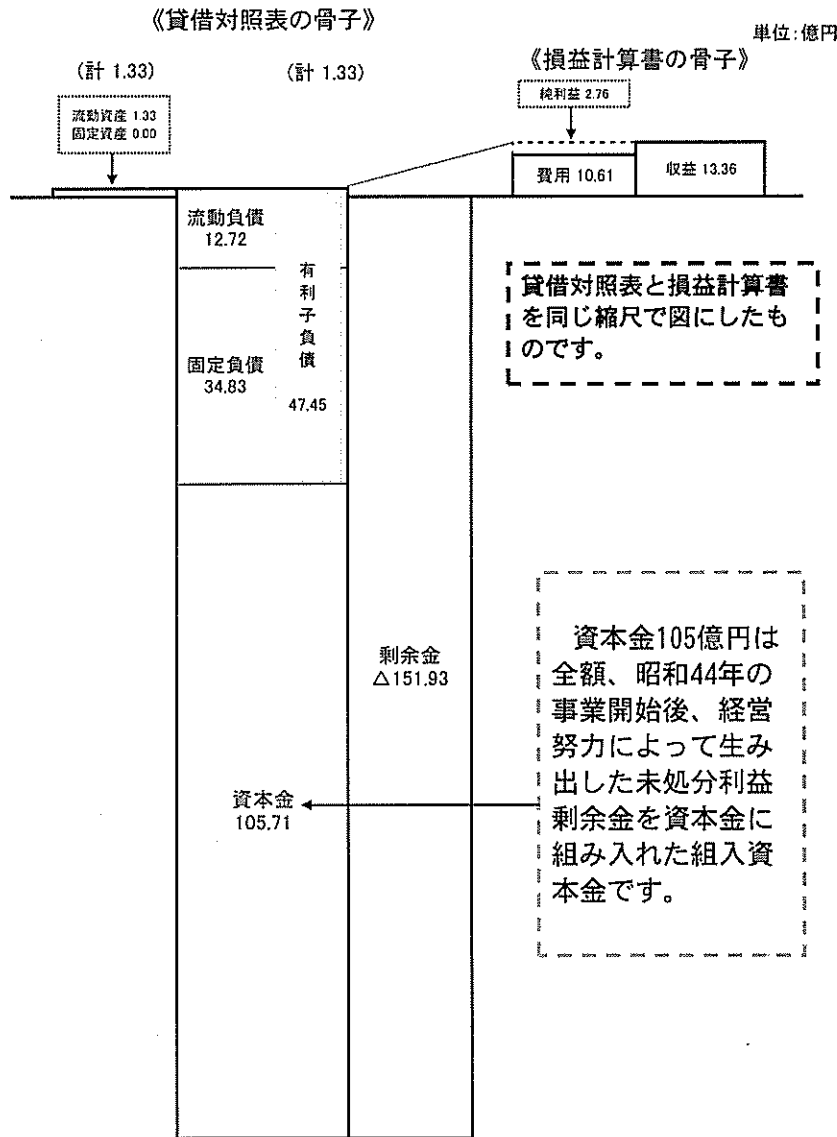 《貸借対照表の骨子》
単位:億円
《損益計算書の骨子》
(計 1.33)
(計 1.33)
純利益 2.76
流動資産 1.33
固定資産 0.00
費用 10.61
収益 13.36
流動負債
12.72
有利子負債
47.45
固定負債
34.83
貸借対照表と損益計算書
を同じ縮尺で図にしたも
のです。
剰余金
△151.93
資本金
105.71
資本金105億円は
全額、昭和44年の
事業開始後、経営
努力によって生み
出した未処分利益
剰余金を資本金に
組み入れた組入資
本金です。